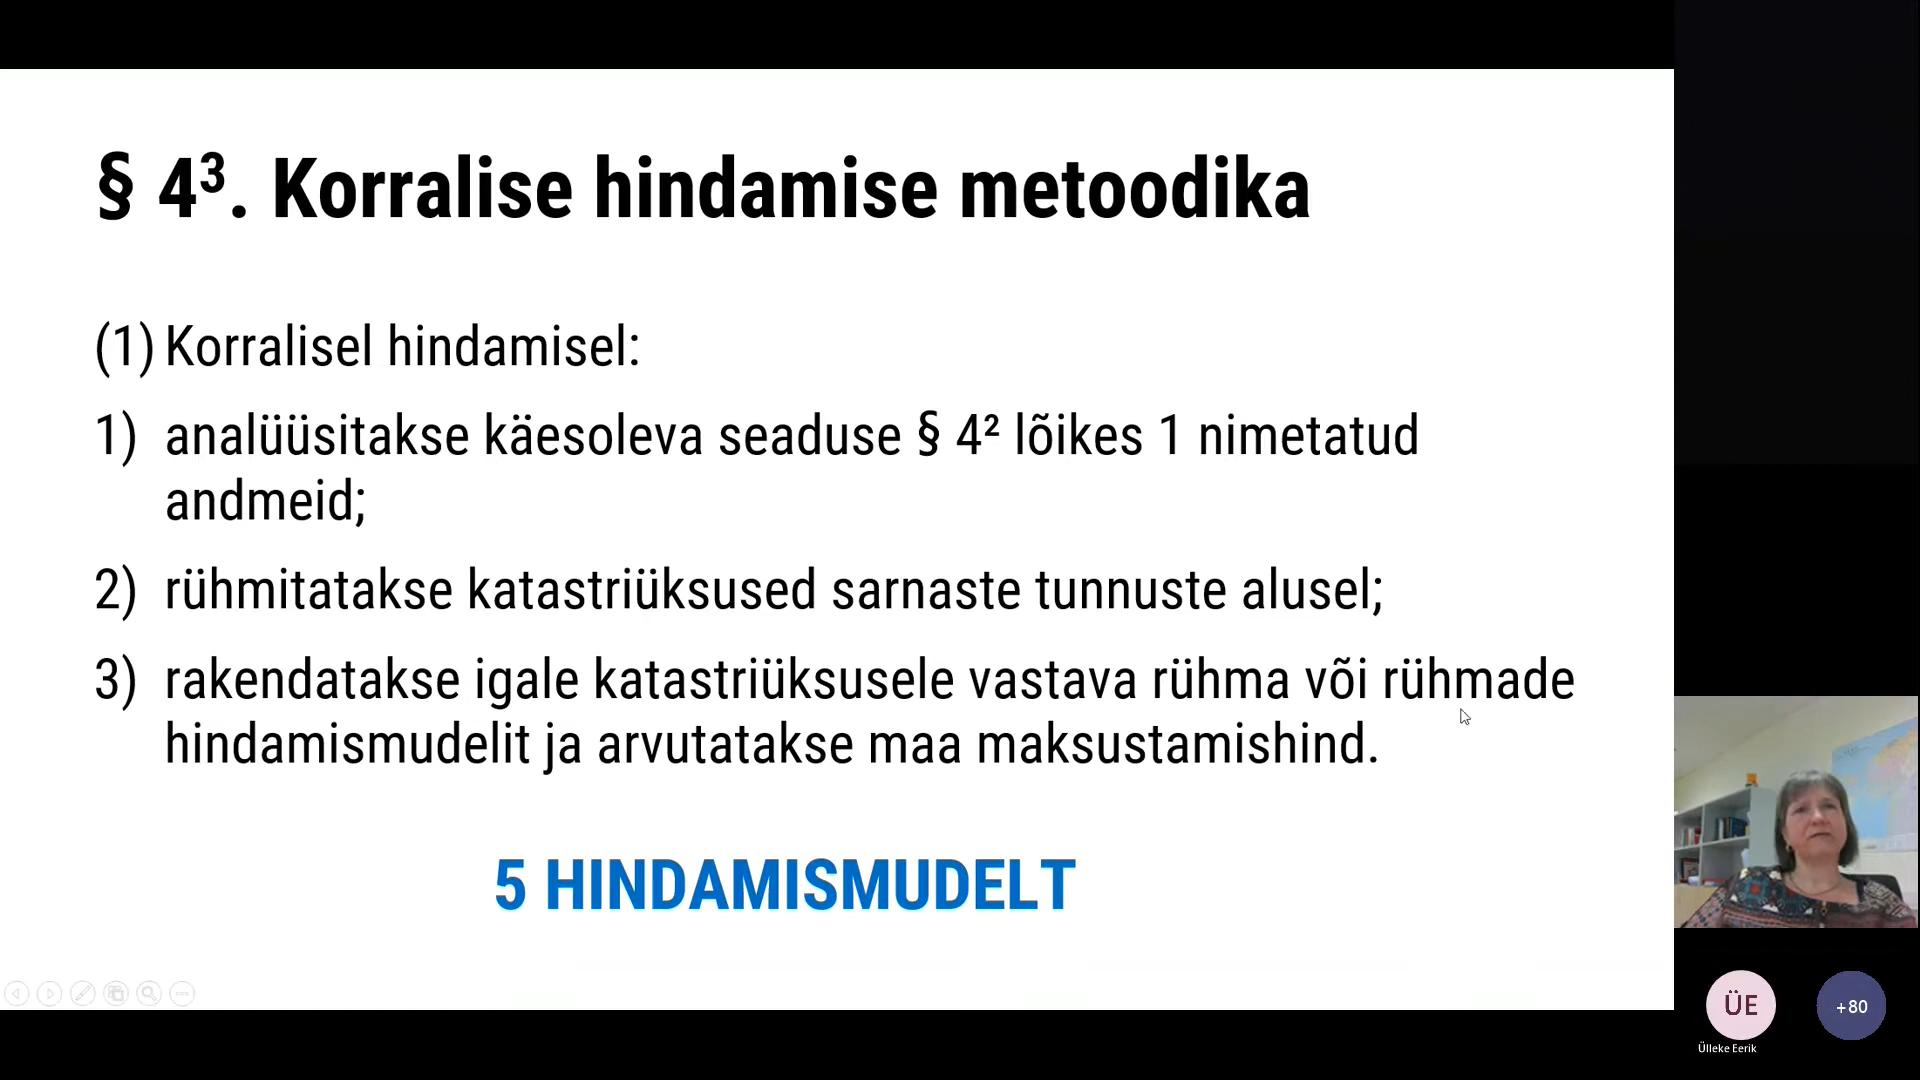 § 4³. Korralise hindamise metoodika
(1) Korralisel hindamisel:
1) analüüsitakse käesoleva seaduse § 4² lõikes 1 nimetatud
andmeid;
2) rühmitatakse katastriüksused sarnaste tunnuste alusel;
3) rakendatakse igale katastriüksusele vastava rühma või rühmade
hindamismudelit ja arvutatakse maa maksustamishind.
5 HINDAMISMUDELT
ÜE
+80
Ülleke Eerik